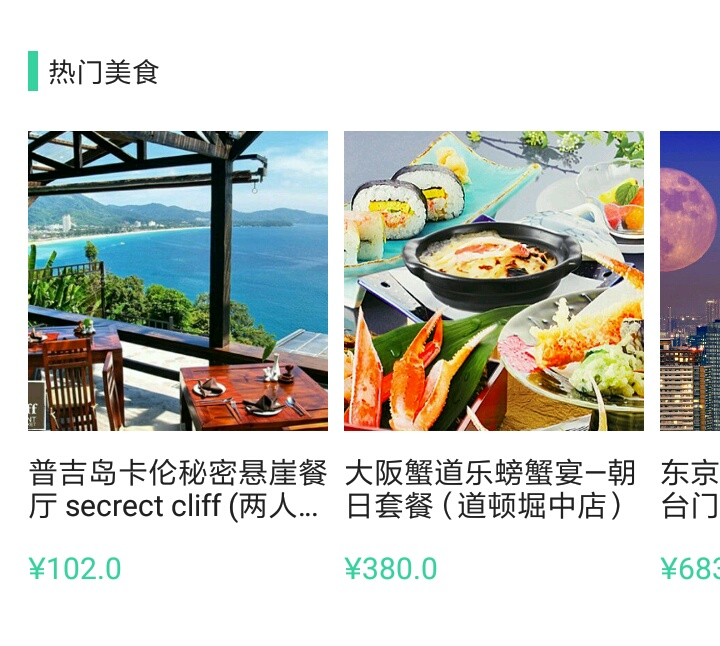 热门美食
普吉岛卡伦秘密悬崖餐
厅 secrect cliff (两人...
¥102.0
大阪蟹道乐螃蟹宴—朝
日套餐（道顿堀中店）
¥380.0
东京
台门
¥683